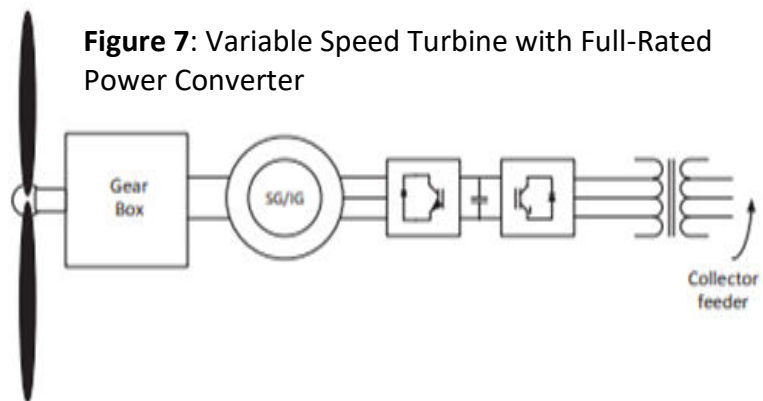 Figure 7: Variable Speed Turbine with Full-Rated
Power Converter
Gear
Box
SG/IG
Collector
feeder